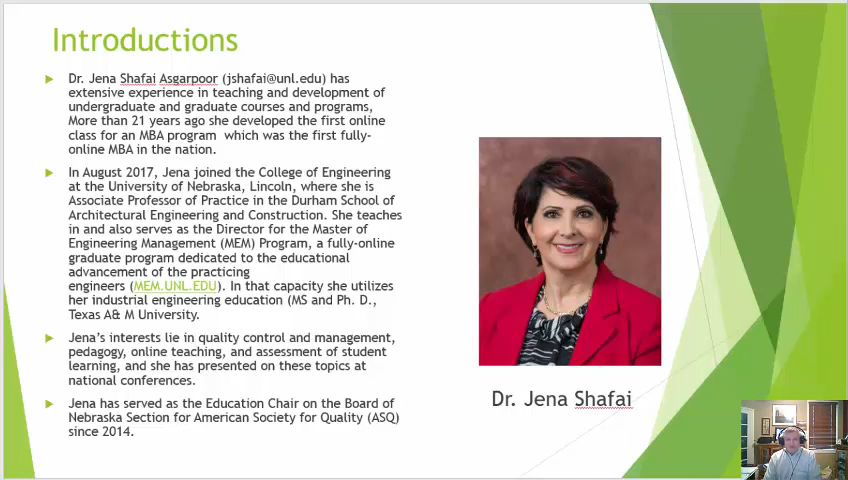 Introductions
Dr. Jena Shafai Asgarpoor (jshafai@unl.edu) has
extensive experience in teaching and development of
undergraduate and graduate courses and programs,
More than 21 years ago she developed the first online
class for an MBA program which was the first fully-
online MBA in the nation.
In August 2017, Jena joined the College of Engineering
at the University of Nebraska, Lincoln, where she is
Associate Professor of Practice in the Durham School of
Architectural Engineering and Construction. She teaches
in and also serves as the Director for the Master of
Engineering Management (MEM) Program, a fully-online
graduate program dedicated to the educational
advancement of the practicing
engineers (MEM.UNL.EDU). In that capacity she utilizes
her industrial engineering education (MS and Ph. D.,
Texas A& M University.
Jena's interests lie in quality control and management,
pedagogy, online teaching, and assessment of student
learning, and she has presented on these topics at
national conferences.
Jena has served as the Education Chair on the Board of
Nebraska Section for American Society for Quality (ASQ)
since 2014.
Dr. Jena Shafai